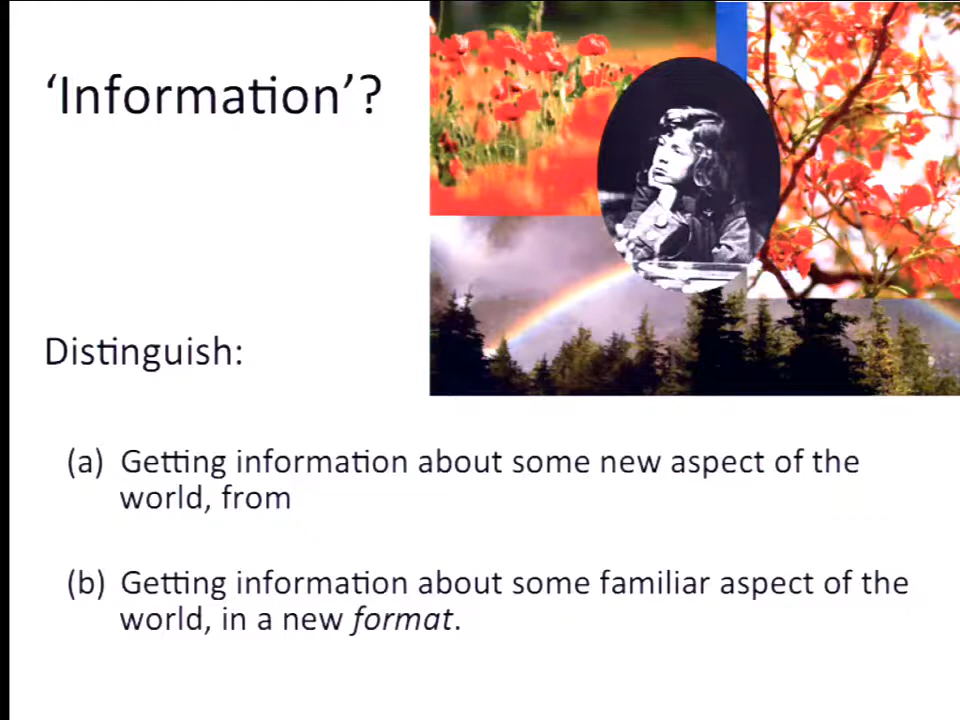 ‘Information’?
Distinguish:
(a) Getting information about some new aspect of the
world, from
(b) Getting information about some familiar aspect of the
world, in a new format.